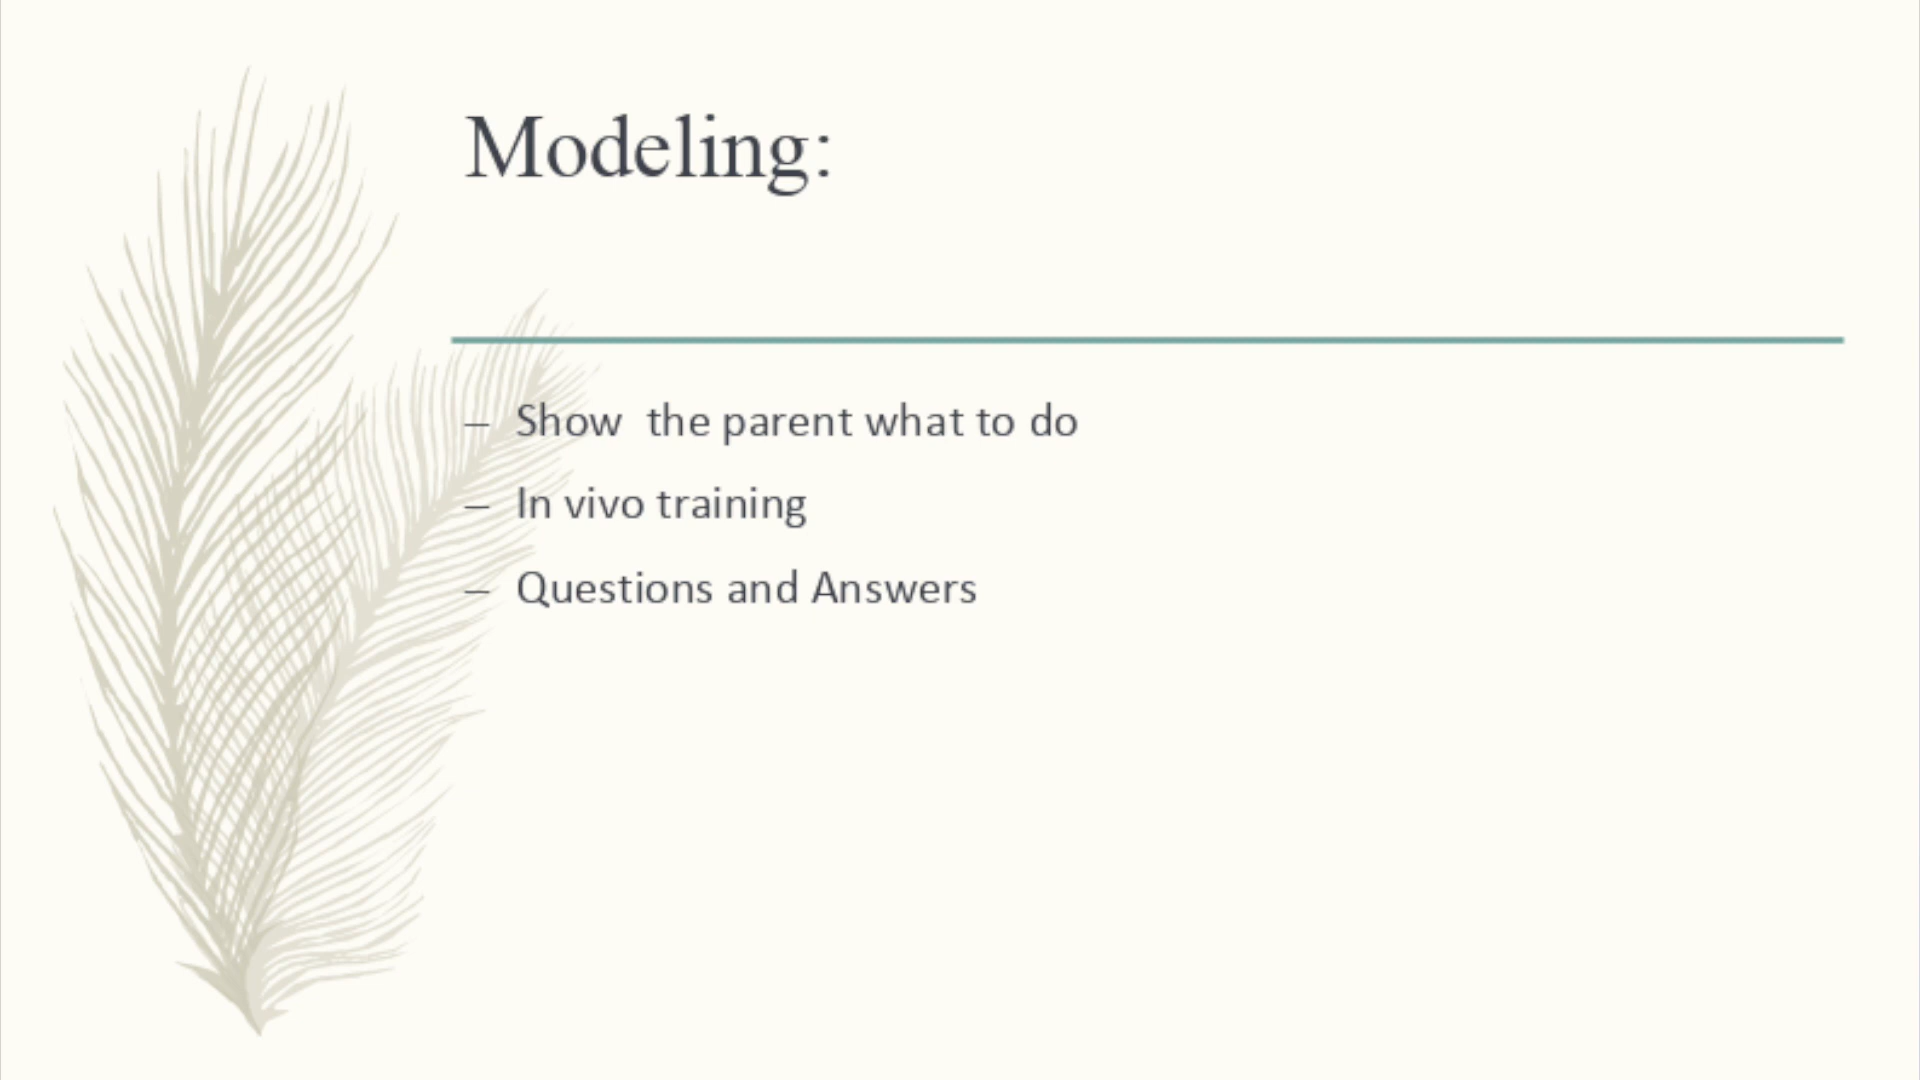 Modeling:
– Show  the parent what to do
– In vivo training
– Questions and Answers